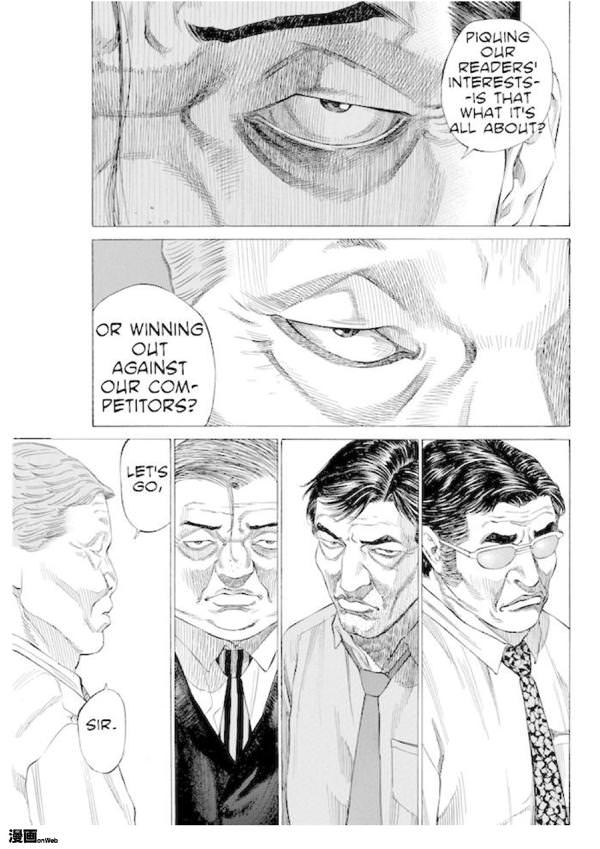 PIQUING
OUR
READERS'
INTERESTS-
-IS THAT
WHAT IT'S
ALL ABOUT?
OR WINNING
OUT
AGAINST
OUR COM-
PETITORS?
LET'S
GO,
SIR.
漫画onWeb